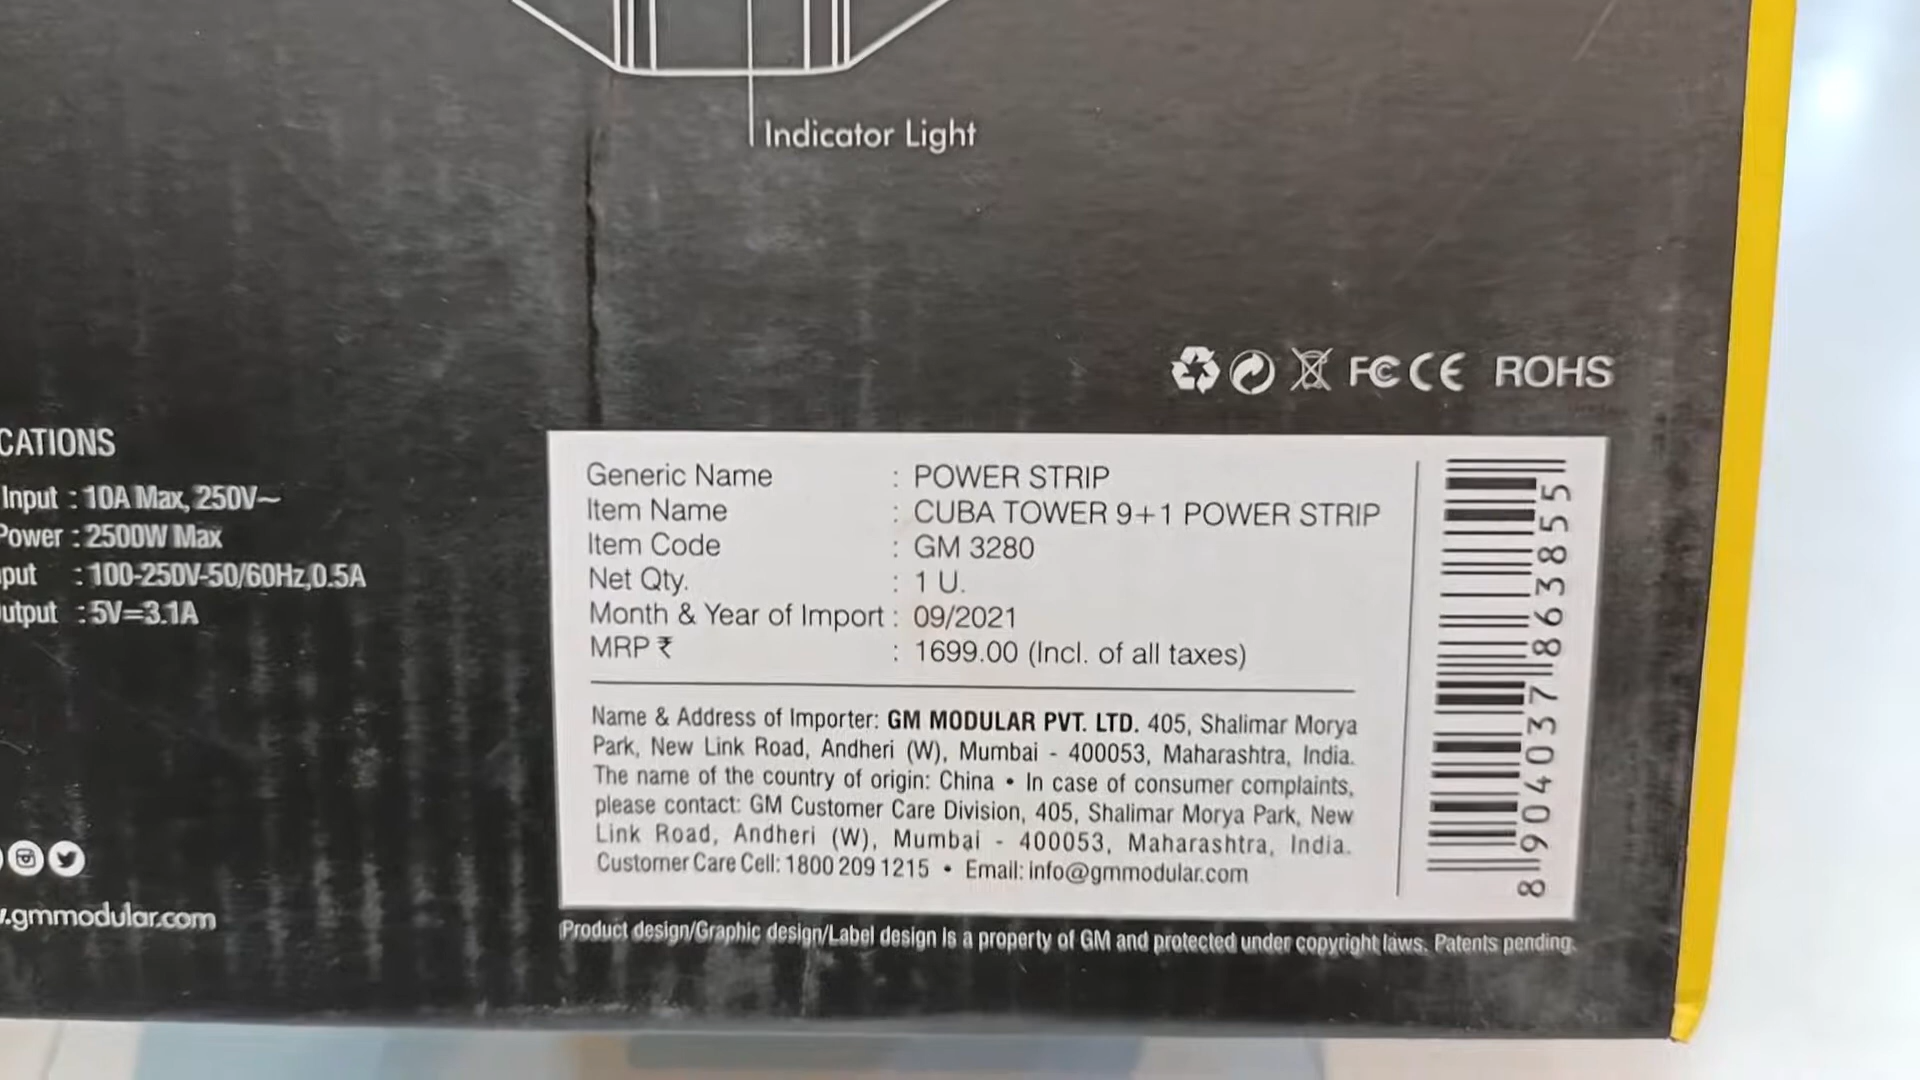 Indicator Light
FC CE ROHS
CATIONS
Input : 10A Max, 250V~
Power : 2500W Max
put : 100-250V-50/60Hz,0.5A
utput : 5V=3.1A
.gmmodular.com
Generic Name : POWER STRIP
Item Name : CUBA TOWER 9+1 POWER STRIP
Item Code : GM 3280
Net Qty. : 1 U.
Month & Year of Import : 09/2021
MRP ₹ : 1699.00 (Incl. of all taxes)
Name & Address of Importer: GM MODULAR PVT. LTD. 405, Shalimar Morya
Park, New Link Road, Andheri (W), Mumbai - 400053, Maharashtra, India.
The name of the country of origin: China • In case of consumer complaints,
please contact: GM Customer Care Division, 405, Shalimar Morya Park, New
Link Road, Andheri (W), Mumbai - 400053, Maharashtra, India.
Customer Care Cell: 1800 209 1215 • Email: info@gmmodular.com
8 904037 863855
Product design/Graphic design/Label design Is a property of GM and protected under copyright laws. Patents pending.